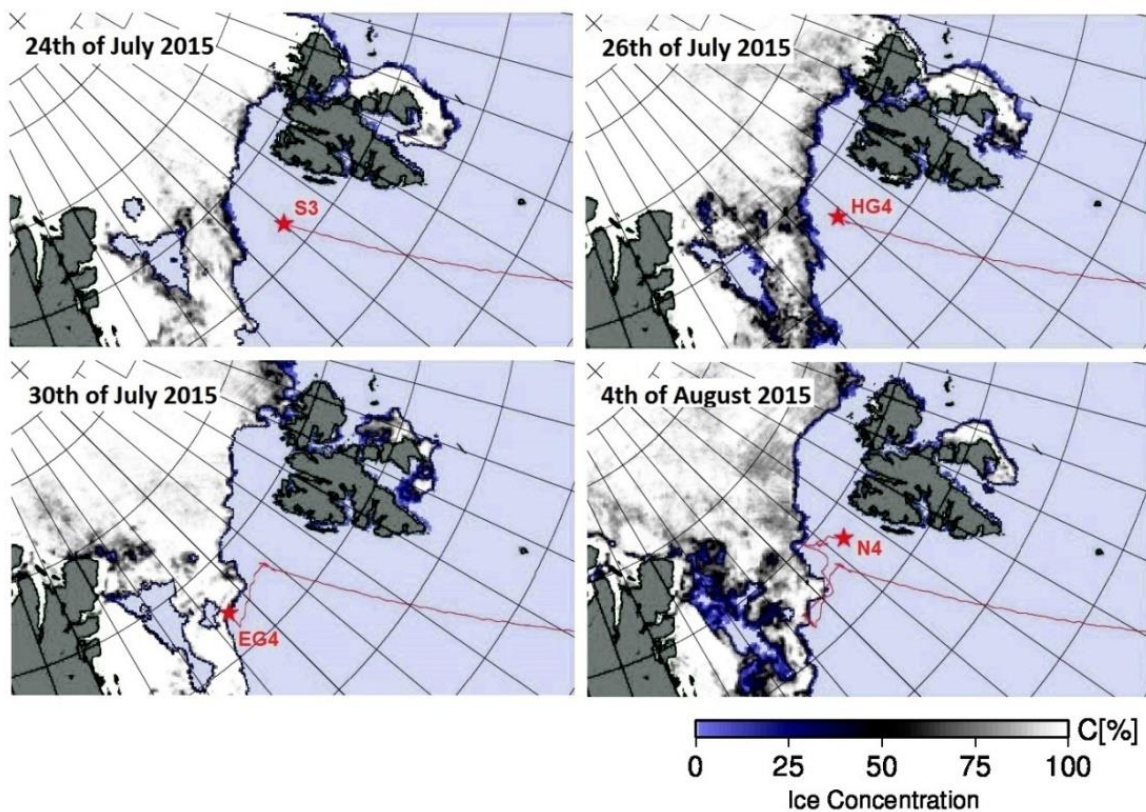 24th of July 2015
S3
26th of July 2015
HG4
30th of July 2015
EG4
4th of August 2015
N4
C[%]
0 25 50 75 100
Ice Concentration